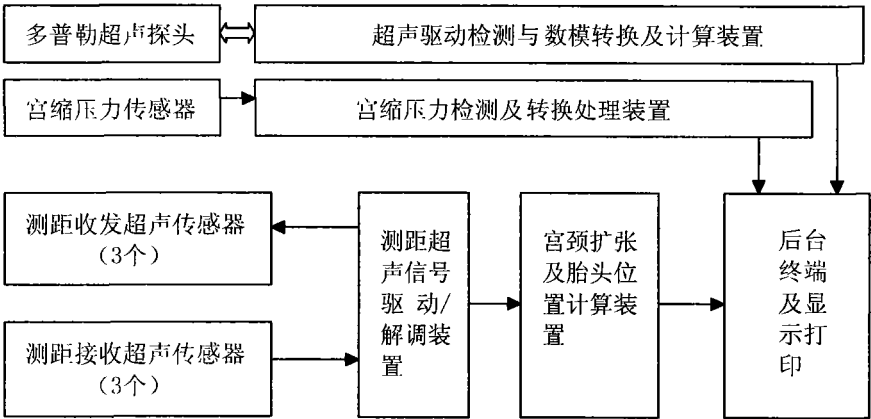 多普勒超声探头
超声驱动检测与数模转换及计算装置
宫缩压力传感器
宫缩压力检测及转换处理装置
测距收发超声传感器
（3个）
测距接收超声传感器
（3个）
测距超
声信号
驱 动/
解调装
置
宫颈扩张
及胎头位
置计算装
置
后台
终端
及显
示打
印